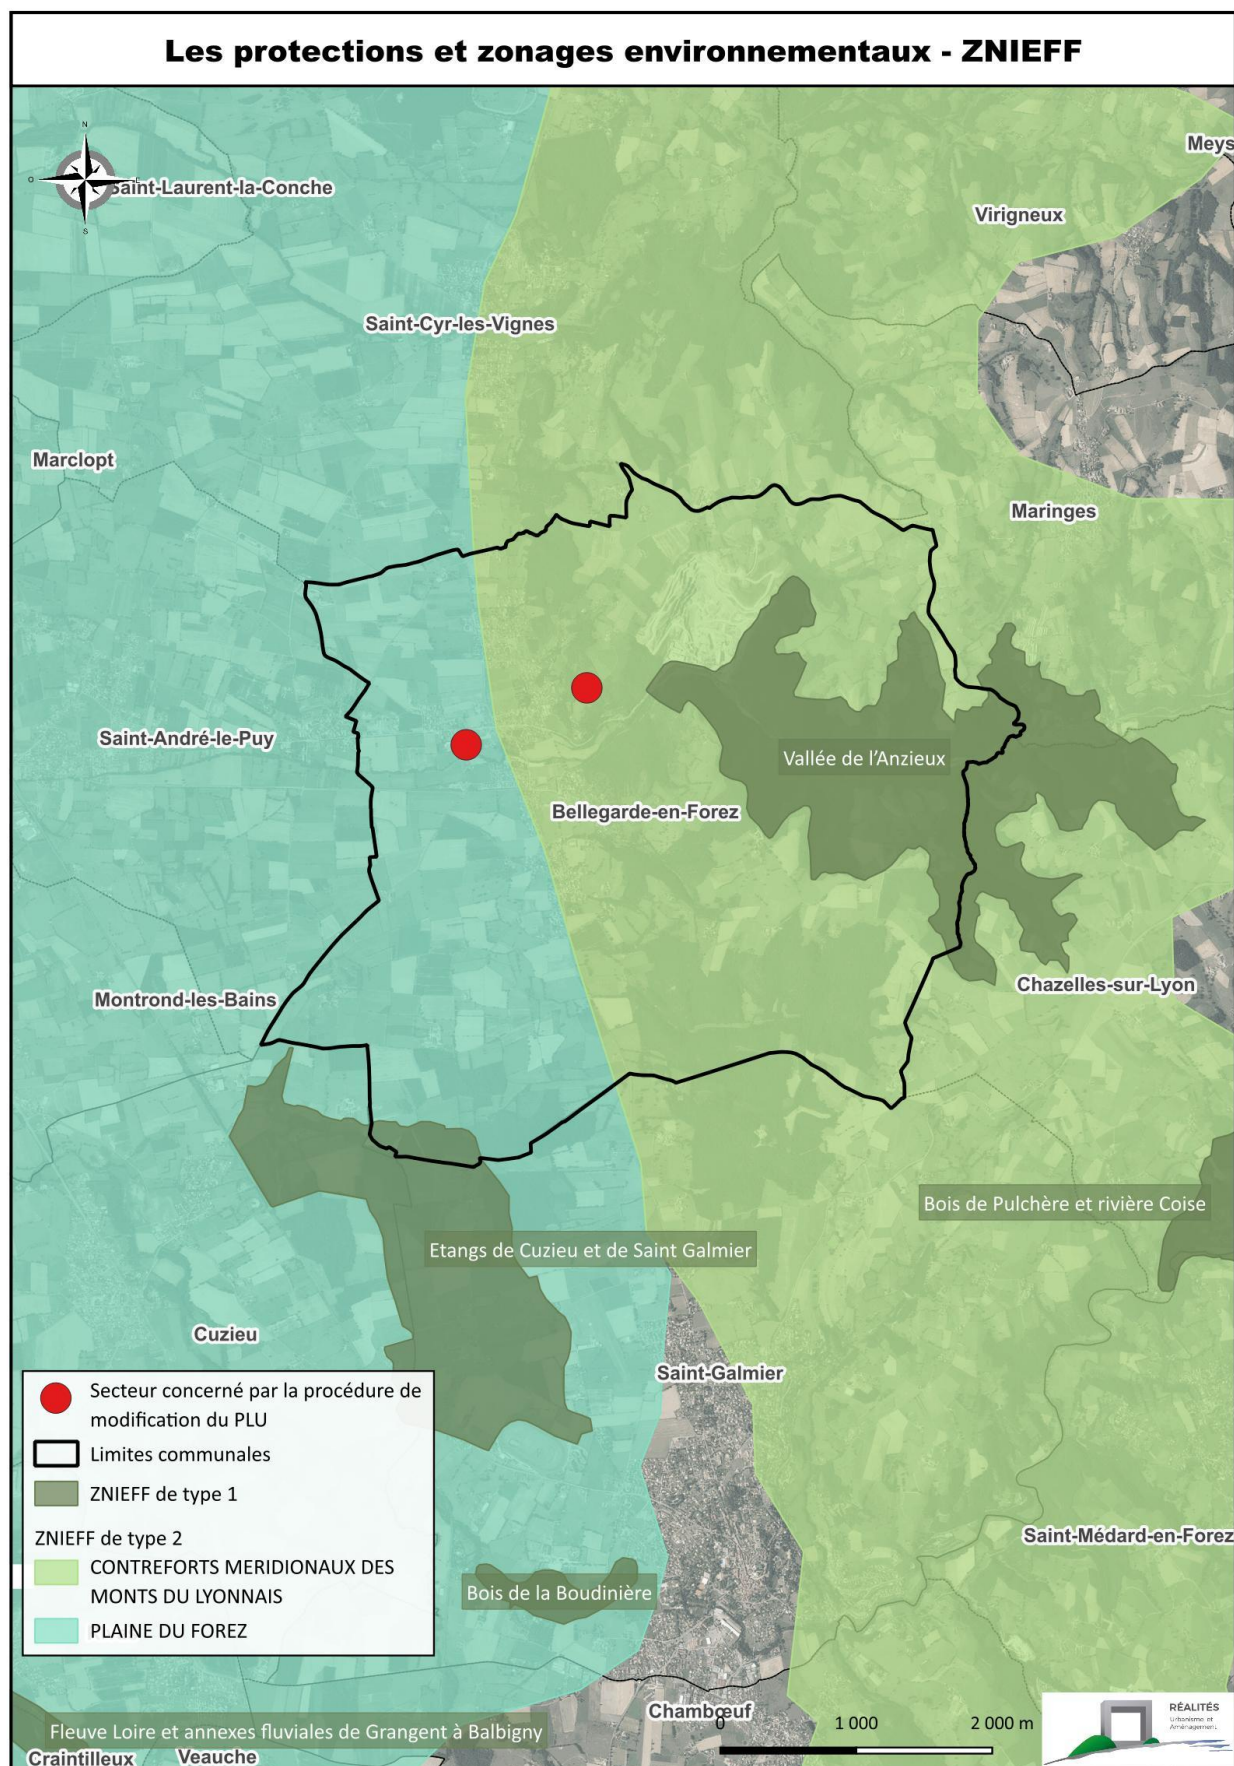 Les protections et zonages environnementaux - ZNIEFF
N
O
E
S
Meys
Saint-Laurent-la-Conche
Virigneux
Saint-Cyr-les-Vignes
Marclopt
Maringes
Saint-André-le-Puy
Vallée de l'Anzieux
Bellegarde-en-Forez
Montrond-les-Bains
Chazelles-sur-Lyon
Bois de Pulchère et rivière Coise
Etangs de Cuzieu et de Saint Galmier
Cuzieu
Saint-Galmier
Secteur concerné par la procédure de
modification du PLU
Limites communales
ZNIEFF de type 1
ZNIEFF de type 2
CONTREFORTS MERIDIONAUX DES
MONTS DU LYONNAIS
PLAINE DU FOREZ
Saint-Médard-en-Forez
Bois de la Boudinière
Chambœuf
Fleuve Loire et annexes fluviales de Grangent à Balbigny
Craintilleux
Veauche
0 1 000 2 000 m
RÉALITÉS
Urbanisme et
Aménagement